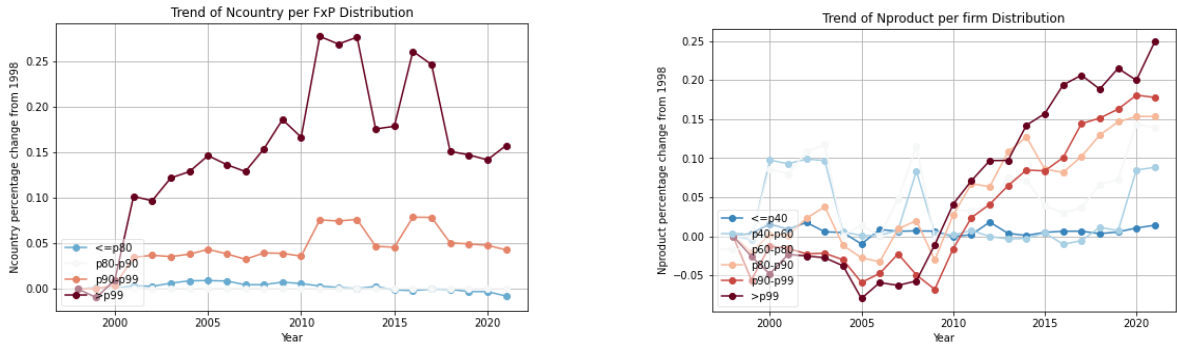 Trend of Ncountry per FxP Distribution
Ncountry percentage change from 1998
0.25
0.20
0.15
0.10
0.05
0.00
<=p80
p80-p90
p90-p99
>p99
2000 2005 2010 2015 2020
Year
Trend of Nproduct per firm Distribution
Nproduct percentage change from 1998
0.25
0.20
0.15
0.10
0.05
0.00
−0.05
<=p40
p40-p60
p60-p80
p80-p90
p90-p99
>p99
2000 2005 2010 2015 2020
Year